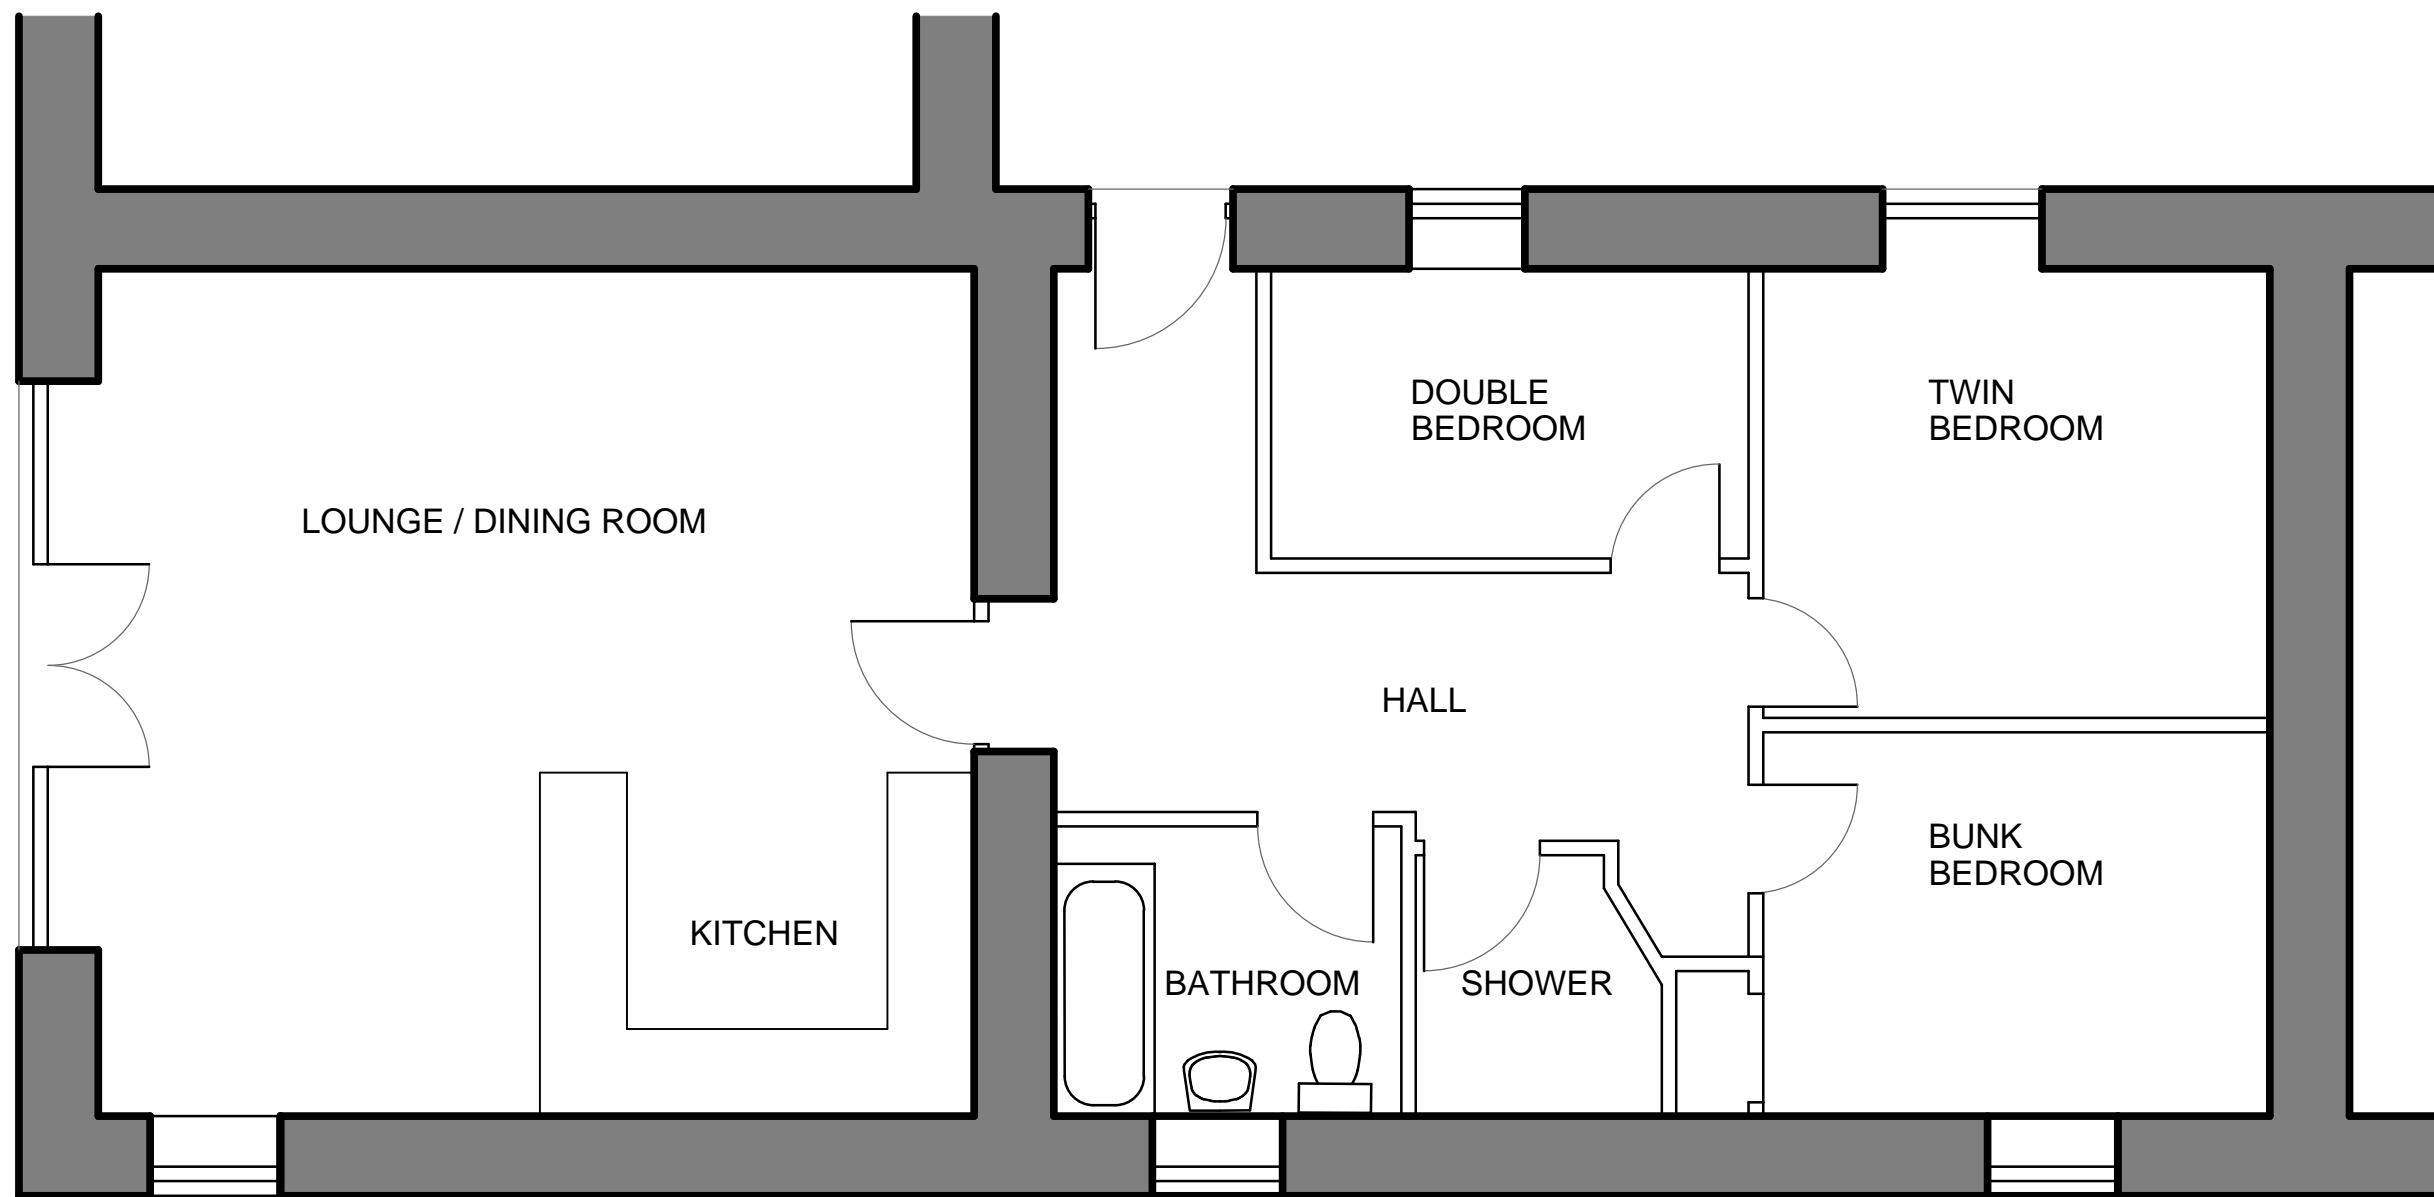 DOUBLE
BEDROOM
TWIN
BEDROOM
LOUNGE / DINING ROOM
HALL
BUNK
BEDROOM
KITCHEN
BATHROOM
SHOWER